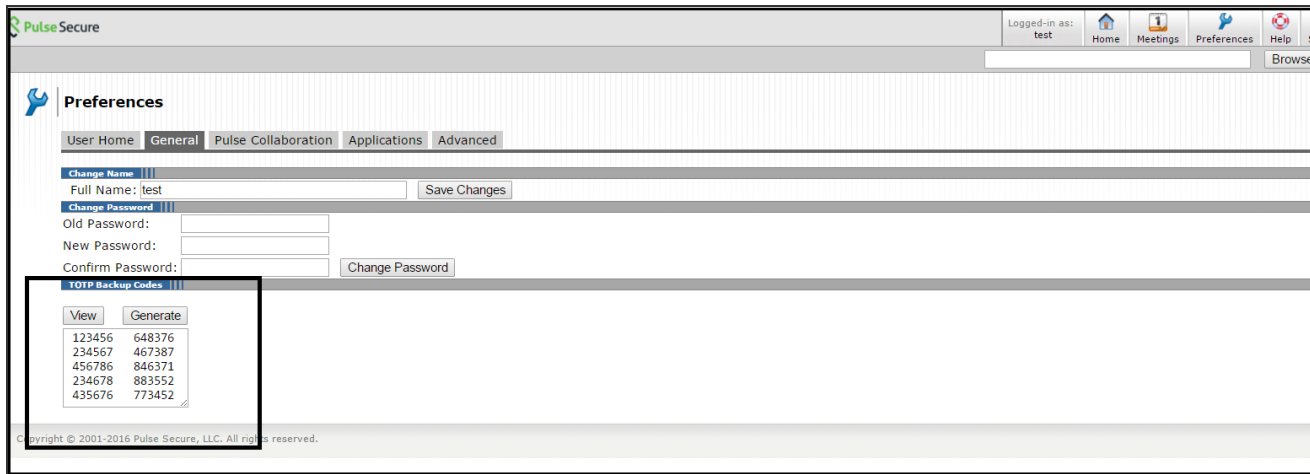 Pulse Secure
Logged-in as:
test
Home
1
Meetings
Preferences
Help
Browse
Preferences
User Home General Pulse Collaboration Applications Advanced
Change Name
Full Name: test Save Changes
Change Password
Old Password:
New Password:
Confirm Password: Change Password
TOTP Backup Codes
View Generate
123456 648376
234567 467387
456786 846371
234678 883552
435676 773452
Copyright © 2001-2016 Pulse Secure, LLC. All rights reserved.